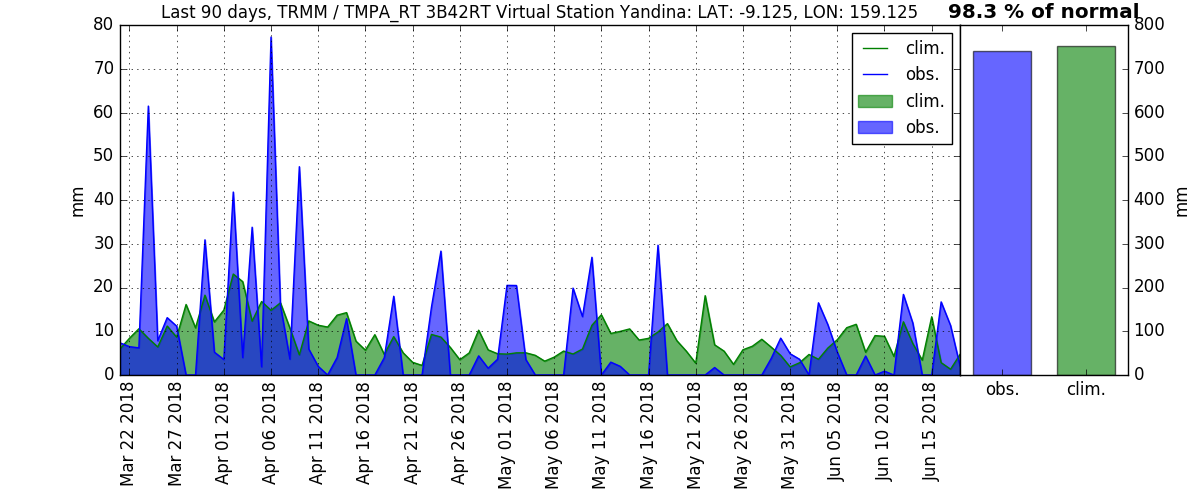 Last 90 days, TRMM / TMPA_RT 3B42RT Virtual Station Yandina: LAT: -9.125, LON: 159.125
98.3 % of normal
80
70
60
50
40
30
20
10
0
mm
clim.
obs.
clim.
obs.
800
700
600
500
400
300
200
100
0
mm
obs.
clim.
Mar 22 2018
Mar 27 2018
Apr 01 2018
Apr 06 2018
Apr 11 2018
Apr 16 2018
Apr 21 2018
Apr 26 2018
May 01 2018
May 06 2018
May 11 2018
May 16 2018
May 21 2018
May 26 2018
May 31 2018
Jun 05 2018
Jun 10 2018
Jun 15 2018